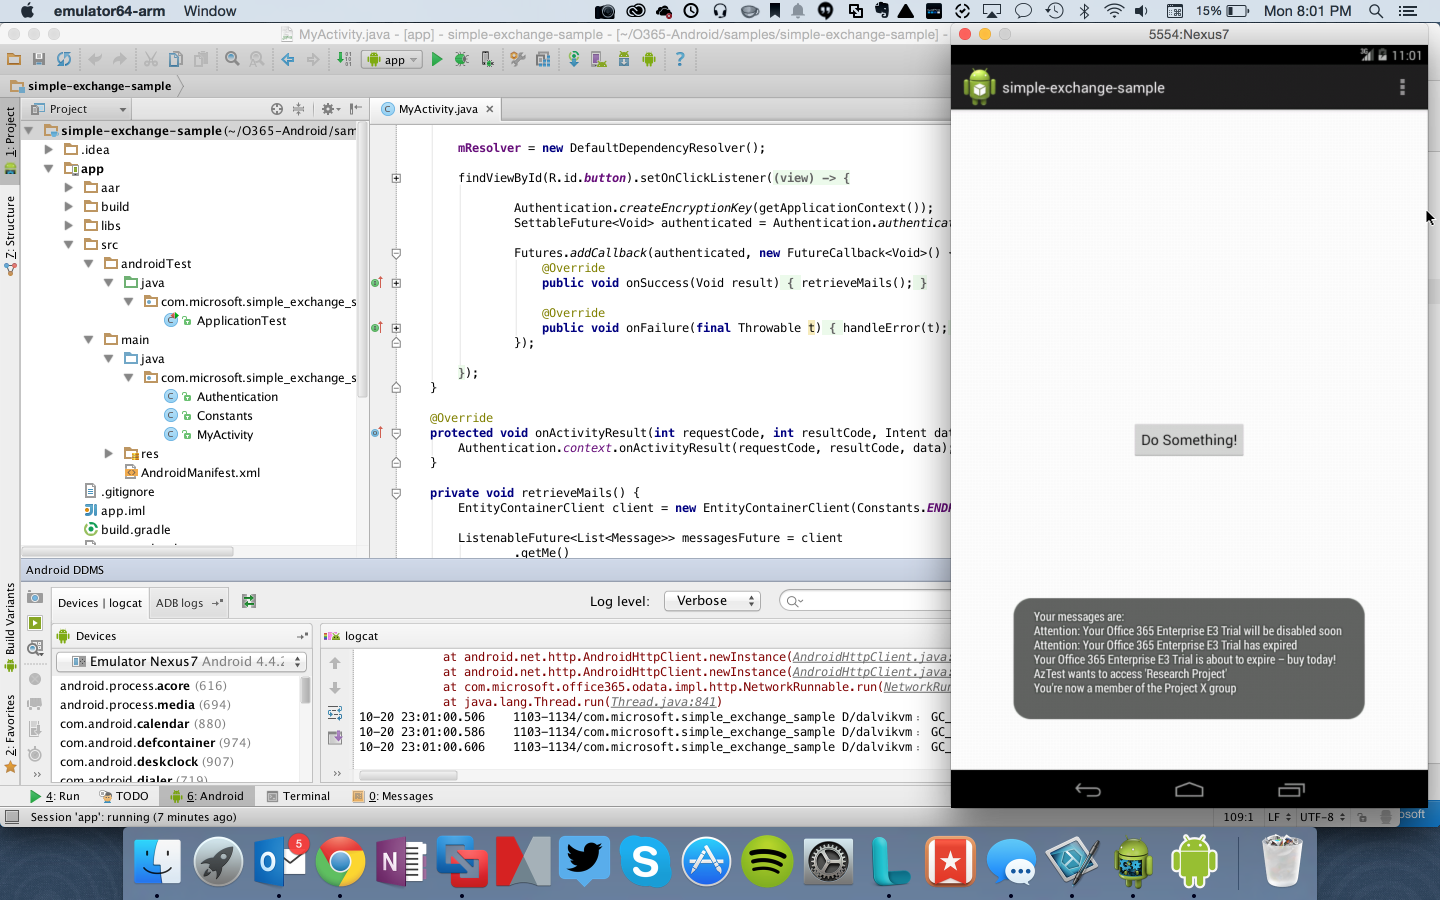 emulator64-arm Window
15% Mon 8:01 PM
MyActivity.java - [app] - simple-exchange-sample - [~/O365-Android/samples/simple-exchange-sample] -
5554:Nexus7
app
simple-exchange-sample
11:01
simple-exchange-sample
1: Project
Z: Structure
Build Variants
2: Favorites
Project
MyActivity.java
simple-exchange-sample (~/O365-Android/sam
.idea
app
aar
build
libs
src
androidTest
java
com.microsoft.simple_exchange_s
ApplicationTest
main
java
com.microsoft.simple_exchange_s
Authentication
Constants
MyActivity
res
AndroidManifest.xml
.gitignore
app.iml
build.gradle
mResolver = new DefaultDependencyResolver();
findViewById(R.id.button).setOnClickListener((view) -> {
Authentication.createEncryptionKey(getApplicationContext());
SettableFuture<Void> authenticated = Authentication.authentica
Futures.addCallback(authenticated, new FutureCallback<Void>()
@Override
public void onSuccess(Void result) { retrieveMails(); }
@Override
public void onFailure(final Throwable t) { handleError(t);
});
});
}
@Override
protected void onActivityResult(int requestCode, int resultCode, Intent dat
Authentication.context.onActivityResult(requestCode, resultCode, data);
}
private void retrieveMails() {
EntityContainerClient client = new EntityContainerClient(Constants.END
ListenableFuture<List<Message>> messagesFuture = client
.getMe()
Do Something!
Your messages are:
Attention: Your Office 365 Enterprise E3 Trial will be disabled soon
Attention: Your Office 365 Enterprise E3 Trial has expired
Your Office 365 Enterprise E3 Trial is about to expire – buy today!
AzTest wants to access 'Research Project'
You're now a member of the Project X group
Android DDMS
Devices | logcat
ADB logs
Log level: Verbose
Devices
logcat
Emulator Nexus7 Android 4.4.2
android.process.acore (616)
android.process.media (694)
com.android.calendar (880)
com.android.defcontainer (974)
com.android.deskclock (907)
com.android.dialer (719)
at android.net.http.AndroidHttpClient.newInstance(AndroidHttpClient.java:
at android.net.http.AndroidHttpClient.newInstance(AndroidHttpClient.java:
at com.microsoft.office365.odata.impl.http.NetworkRunnable.run(NetworkRun
at java.lang.Thread.run(Thread.java:841)
10-20 23:01:00.506 1103-1134/com.microsoft.simple_exchange_sample D/dalvikvm: GC_
10-20 23:01:00.586 1103-1134/com.microsoft.simple_exchange_sample D/dalvikvm: GC_
10-20 23:01:00.606 1103-1134/com.microsoft.simple_exchange_sample D/dalvikvm: GC_
4: Run
TODO
6: Android
Terminal
0: Messages
Session 'app': running (7 minutes ago)
109:1 LF UTF-8
osoft
5